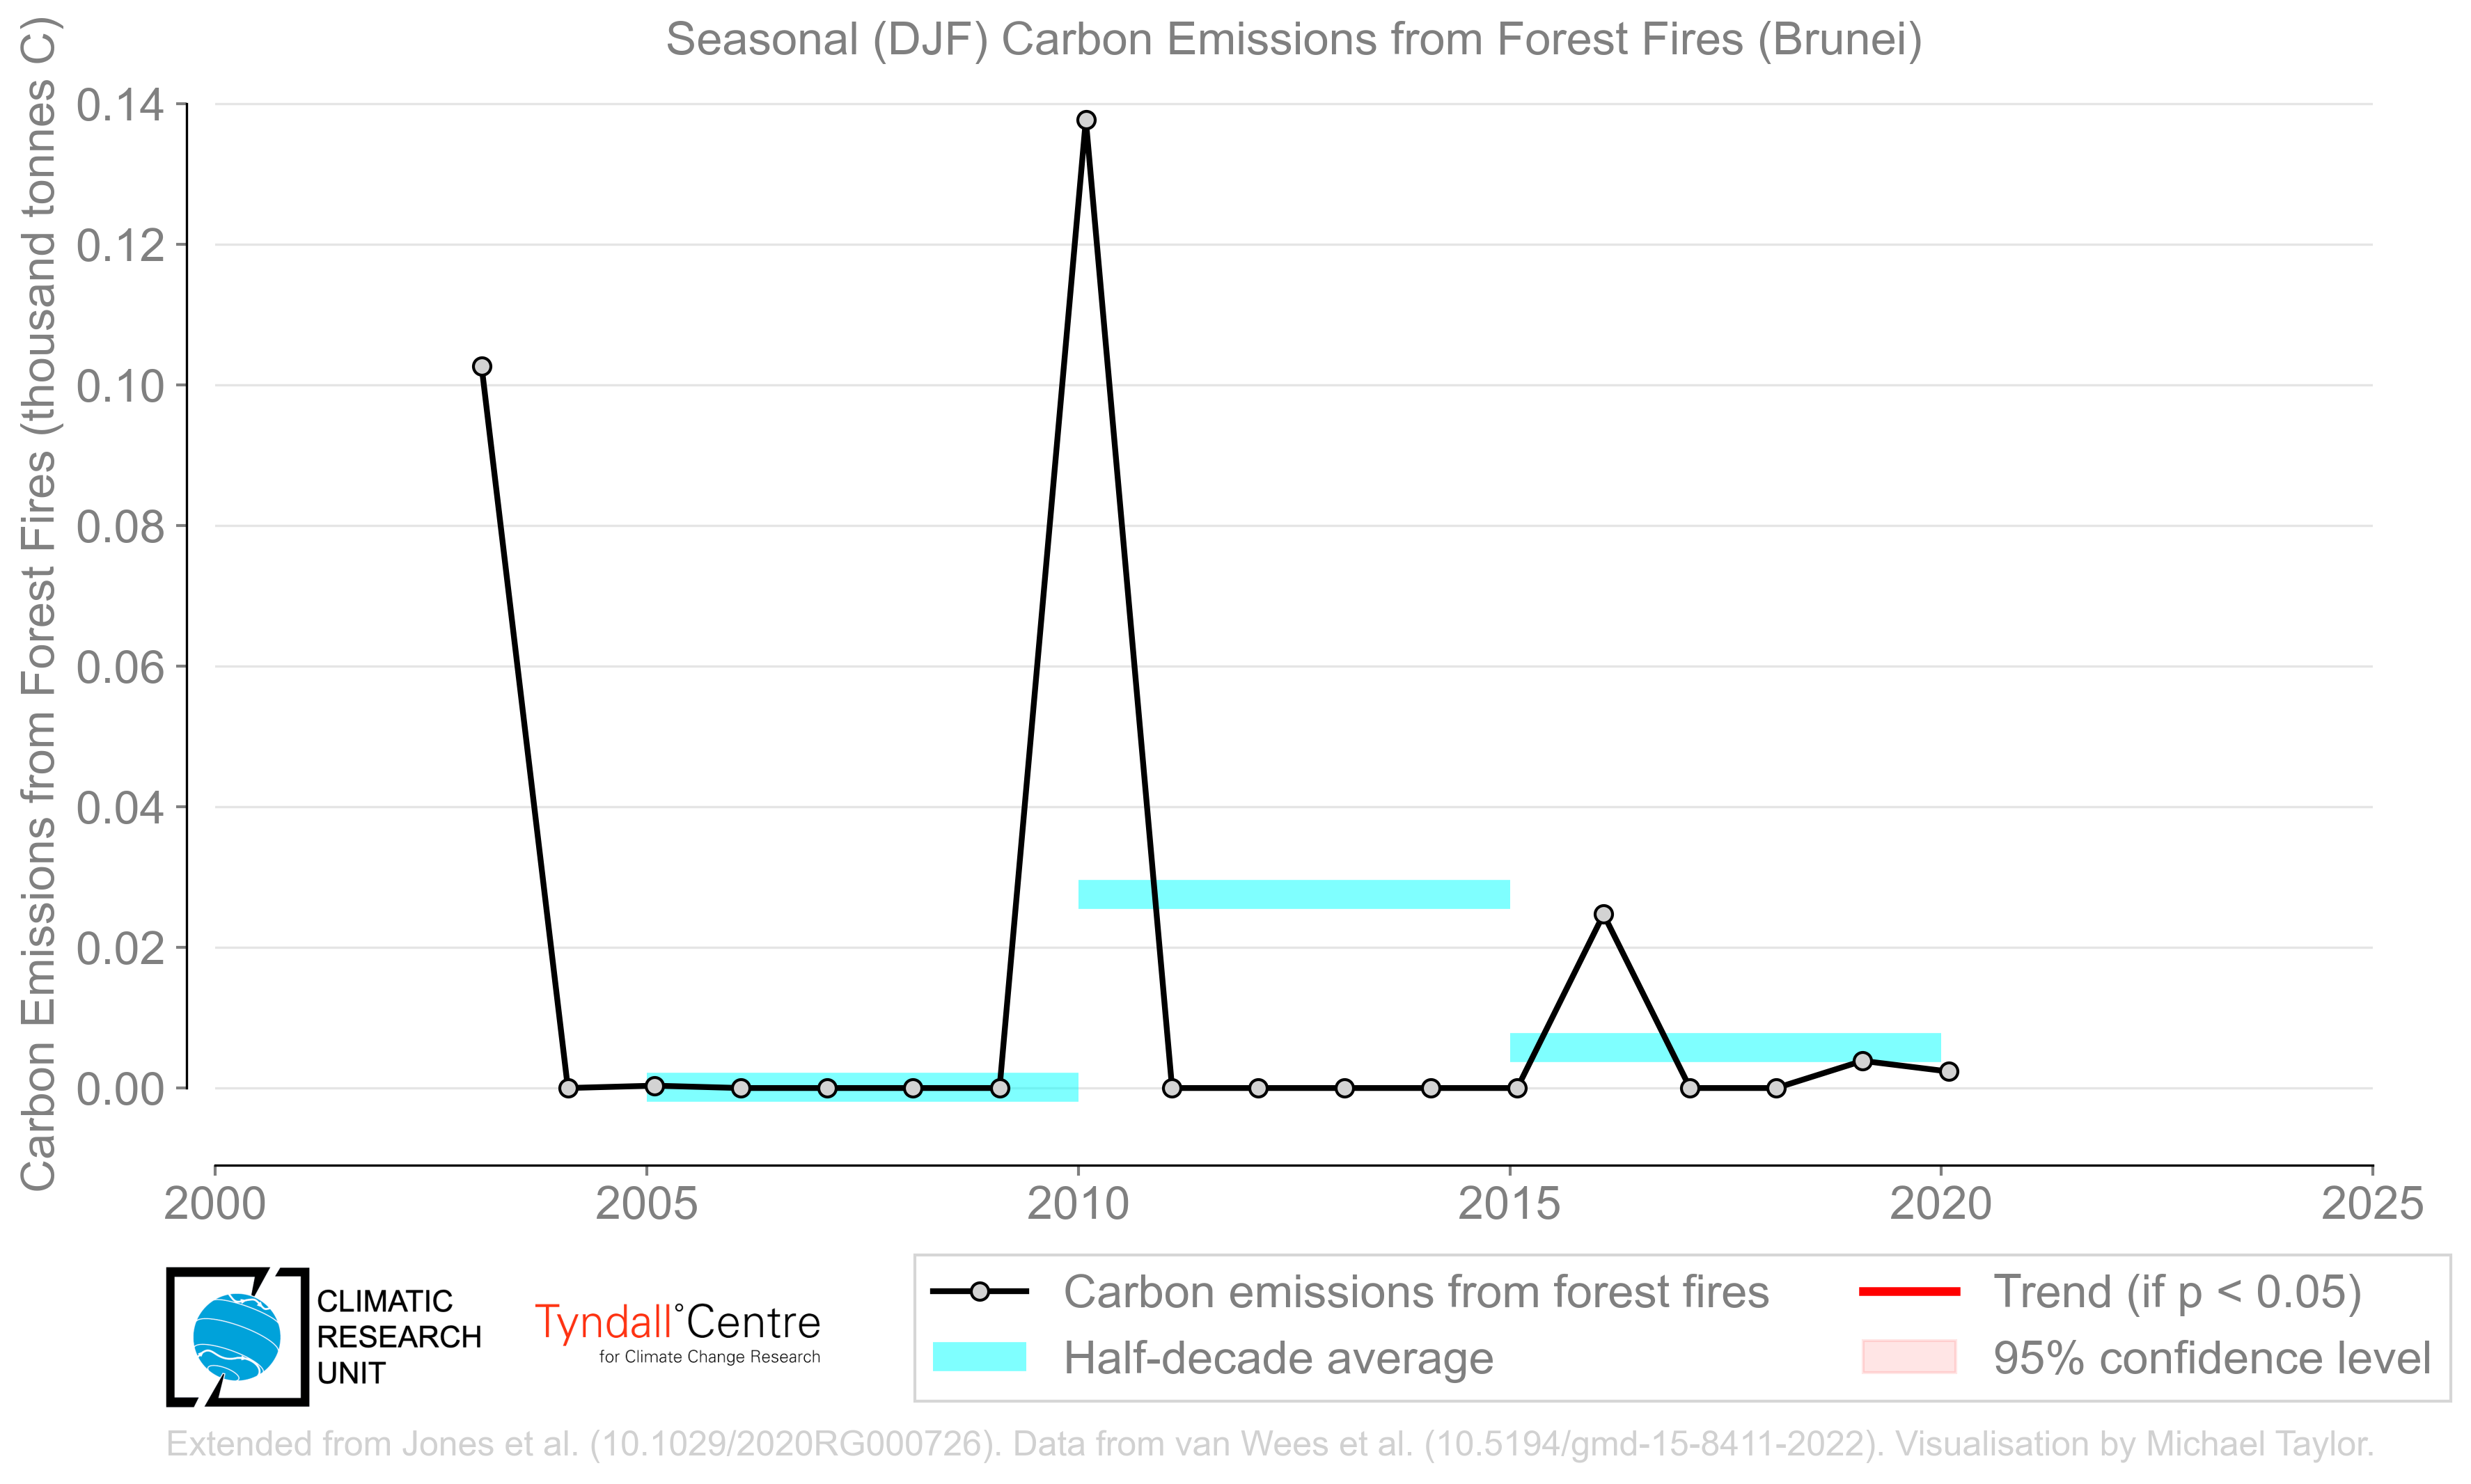 Seasonal (DJF) Carbon Emissions from Forest Fires (Brunei)
Carbon Emissions from Forest Fires (thousand tonnes C)
0.14
0.12
0.10
0.08
0.06
0.04
0.02
0.00
2000 2005 2010 2015 2020 2025
Carbon emissions from forest fires
Half-decade average
Trend (if p < 0.05)
95% confidence level
CLIMATIC
RESEARCH
UNIT
Tyndall°Centre
for Climate Change Research
Extended from Jones et al. (10.1029/2020RG000726). Data from van Wees et al. (10.5194/gmd-15-8411-2022). Visualisation by Michael Taylor.